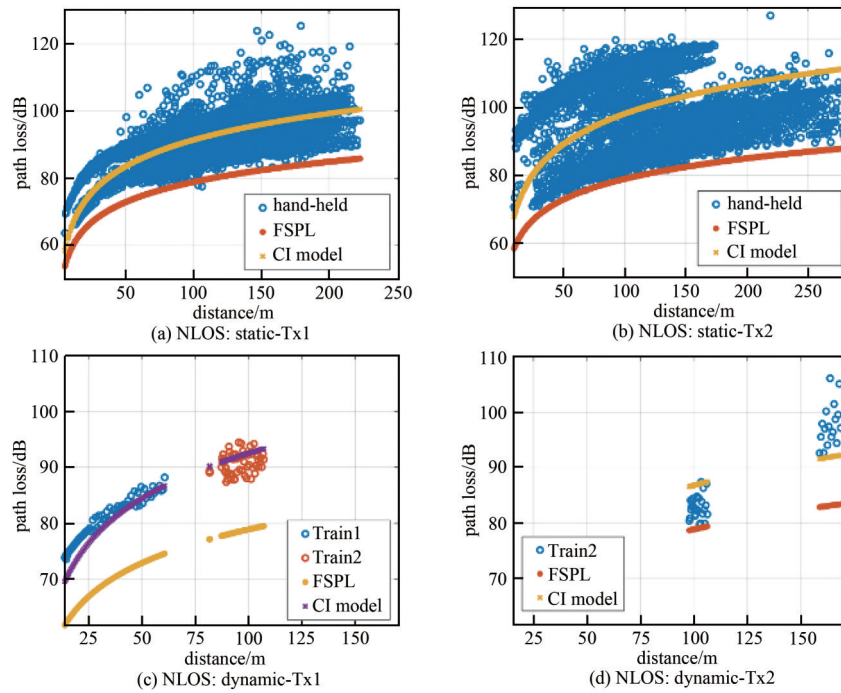 120
100
80
60
path loss/dB
hand-held
FSPL
CI model
50
100
150
200
250
distance/m
(a) NLOS: static-Tx1
120
100
80
60
path loss/dB
hand-held
FSPL
CI model
50
100
150
200
250
distance/m
(b) NLOS: static-Tx2
110
100
90
80
70
path loss/dB
Train1
Train2
FSPL
CI model
25
50
75
100
125
150
distance/m
(c) NLOS: dynamic-Tx1
110
100
90
80
70
path loss/dB
Train2
FSPL
CI model
25
50
75
100
125
150
distance/m
(d) NLOS: dynamic-Tx2